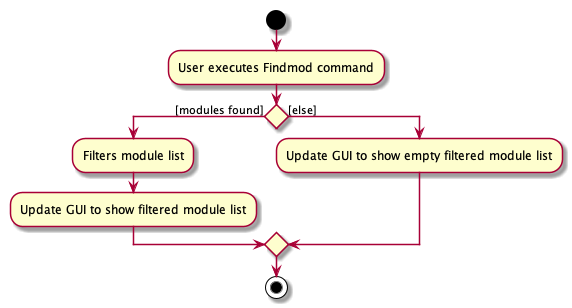 User executes Findmod command
[modules found]
[else]
Filters module list
Update GUI to show empty filtered module list
Update GUI to show filtered module list